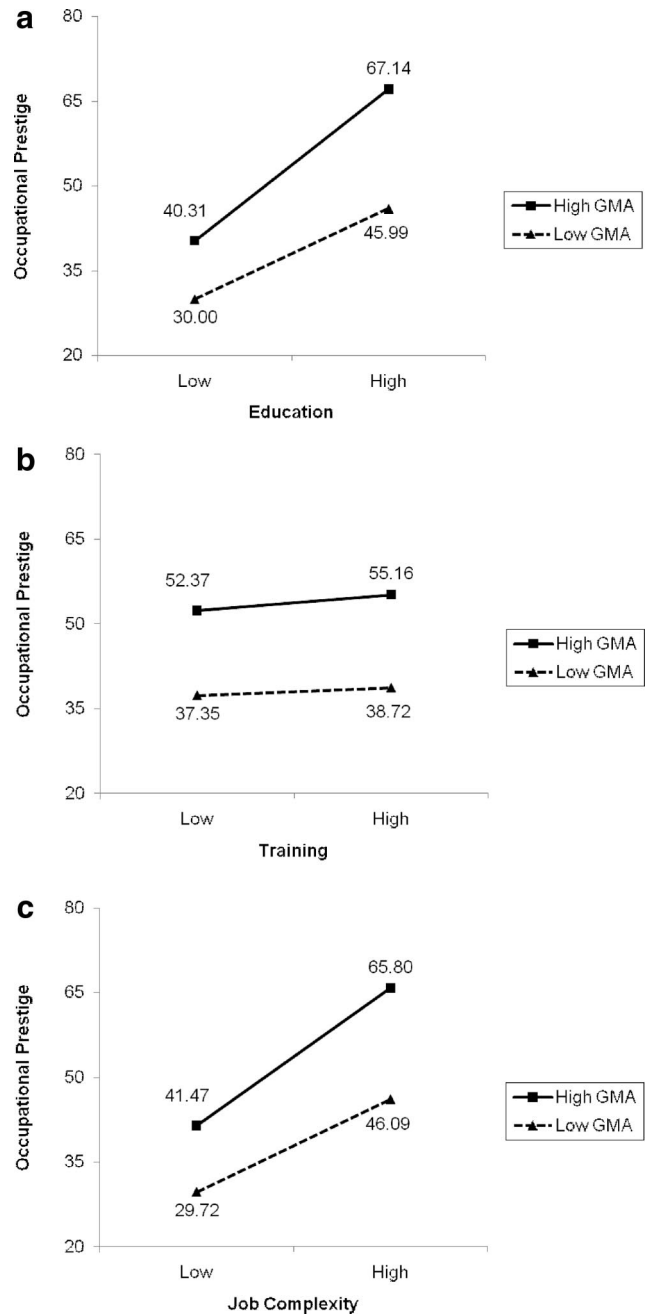 a
80
65
50
35
20
Occupational Prestige
67.14
40.31
45.99
30.00
Low
High
Education
High GMA
Low GMA
b
80
65
50
35
20
Occupational Prestige
52.37
55.16
37.35
38.72
Low
High
Training
High GMA
Low GMA
c
80
65
50
35
20
Occupational Prestige
65.80
41.47
46.09
29.72
Low
High
Job Complexity
High GMA
Low GMA